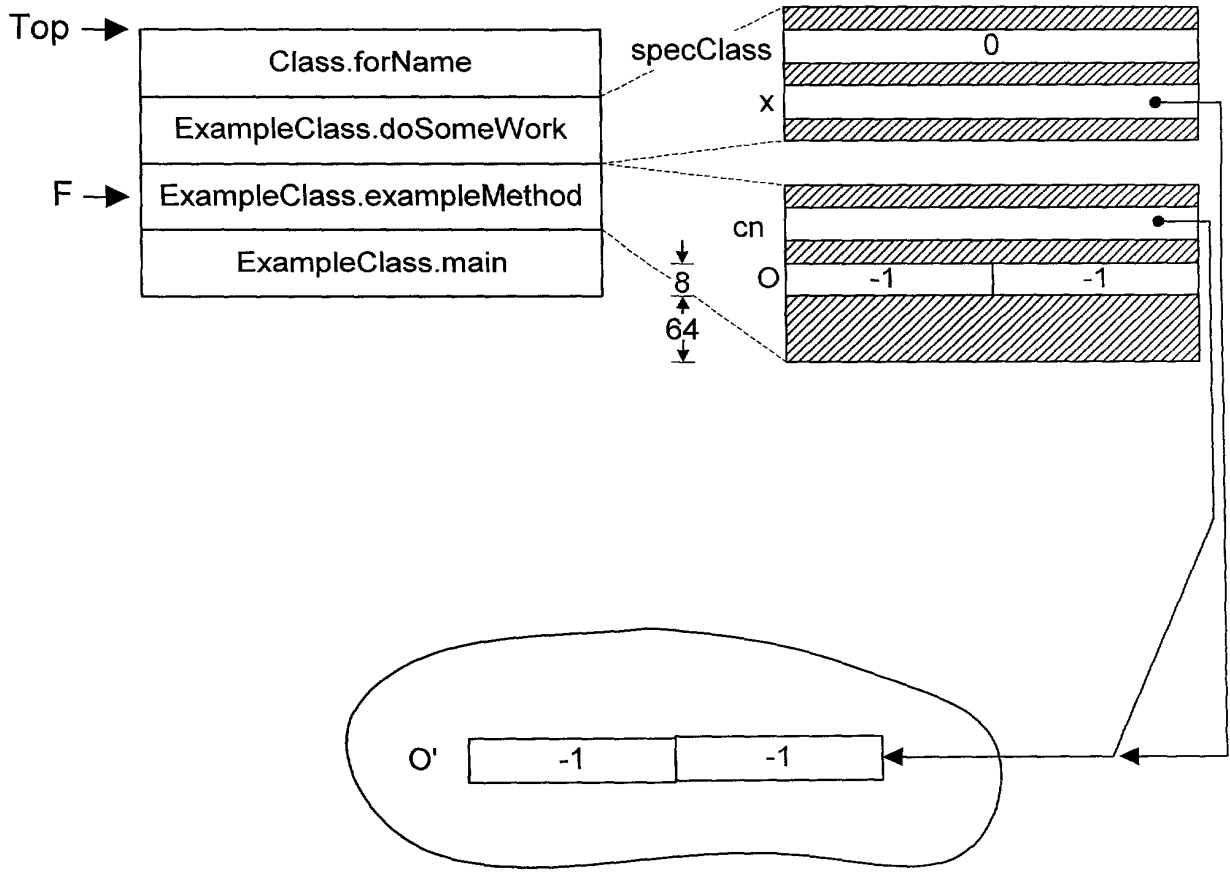 Top
Class.forName
ExampleClass.doSomeWork
F
ExampleClass.exampleMethod
ExampleClass.main
specClass
0
x
cn
8
O
-1 -1
64
O' -1 -1